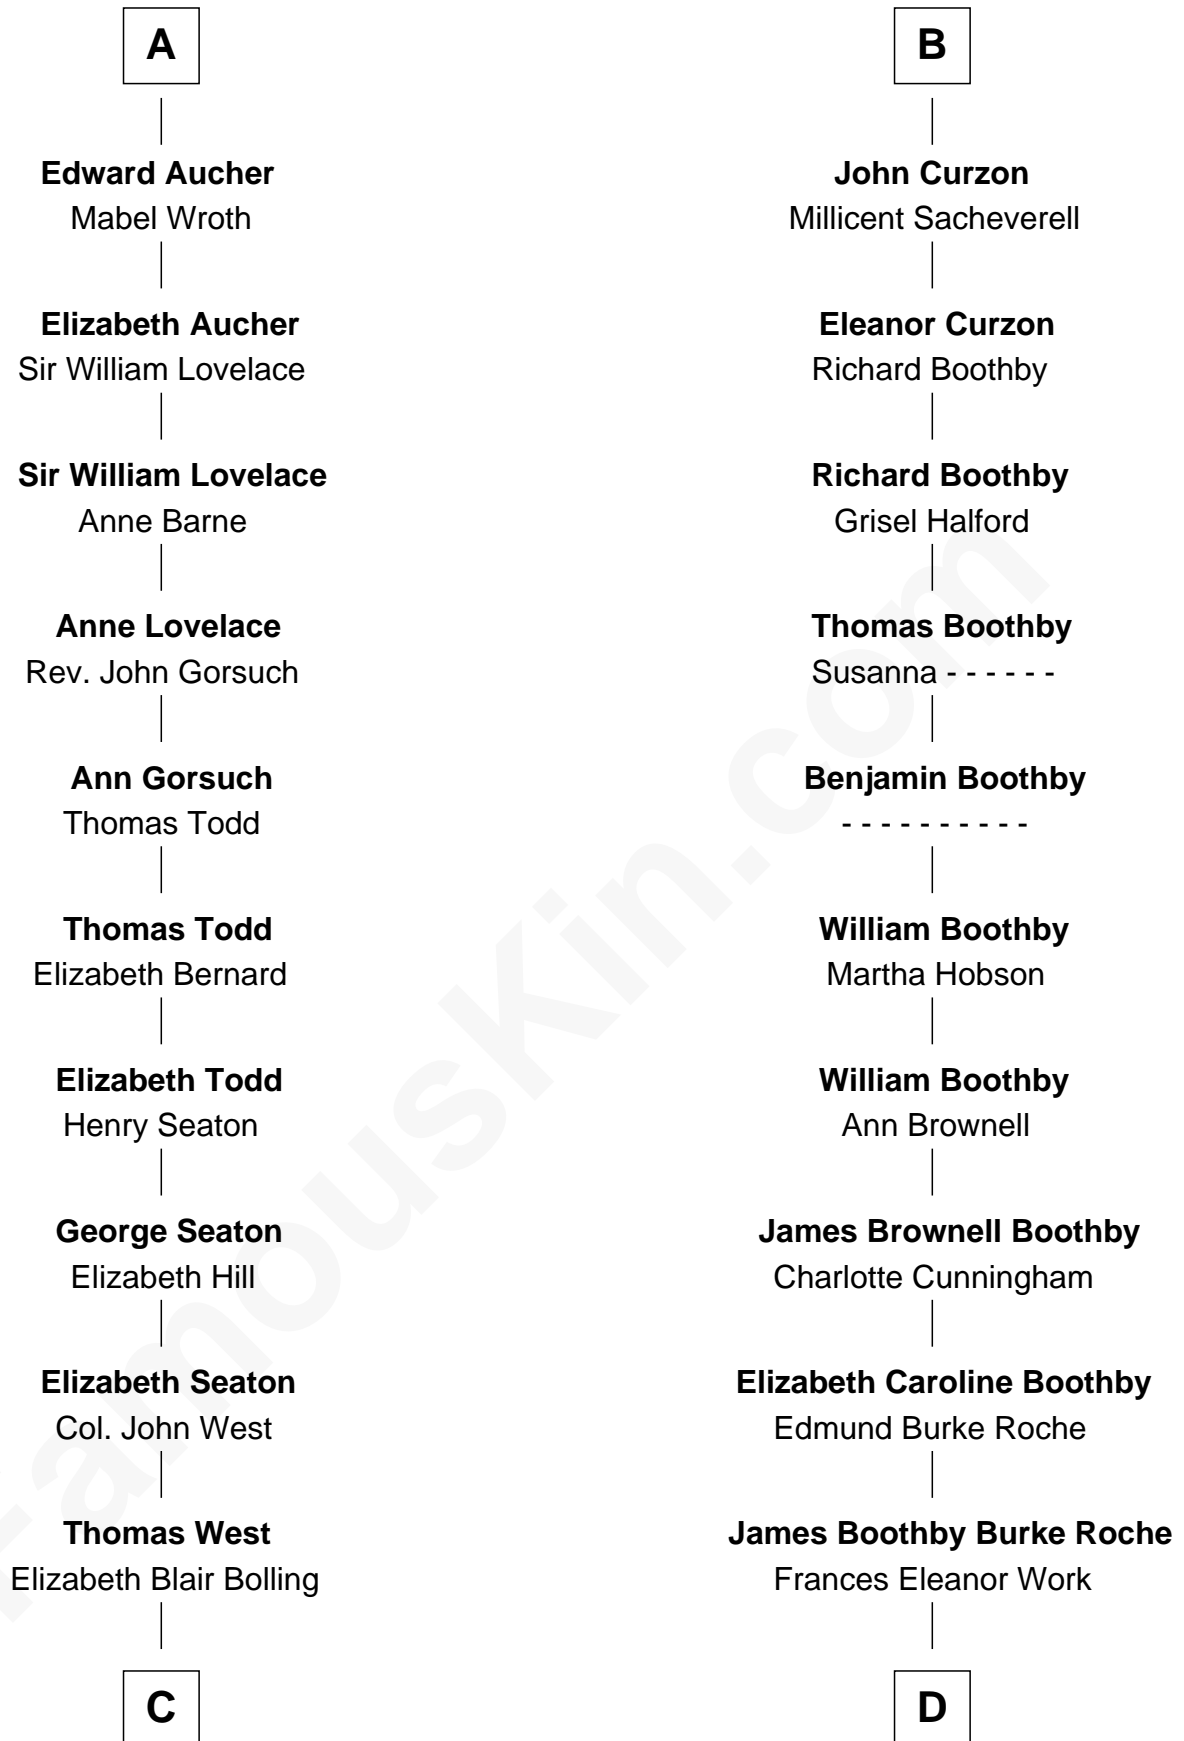 A
Edward Aucher
Mabel Wroth
Elizabeth Aucher
Sir William Lovelace
Sir William Lovelace
Anne Barne
Anne Lovelace
Rev. John Gorsuch
Ann Gorsuch
Thomas Todd
Thomas Todd
Elizabeth Bernard
Elizabeth Todd
Henry Seaton
George Seaton
Elizabeth Hill
Elizabeth Seaton
Col. John West
Thomas West
Elizabeth Blair Bolling
C
B
John Curzon
Millicent Sacheverell
Eleanor Curzon
Richard Boothby
Richard Boothby
Grisel Halford
Thomas Boothby
Susanna - - - - - -
Benjamin Boothby
- - - - - - - - - -
William Boothby
Martha Hobson
William Boothby
Ann Brownell
James Brownell Boothby
Charlotte Cunningham
Elizabeth Caroline Boothby
Edmund Burke Roche
James Boothby Burke Roche
Frances Eleanor Work
D
FamousKin.com